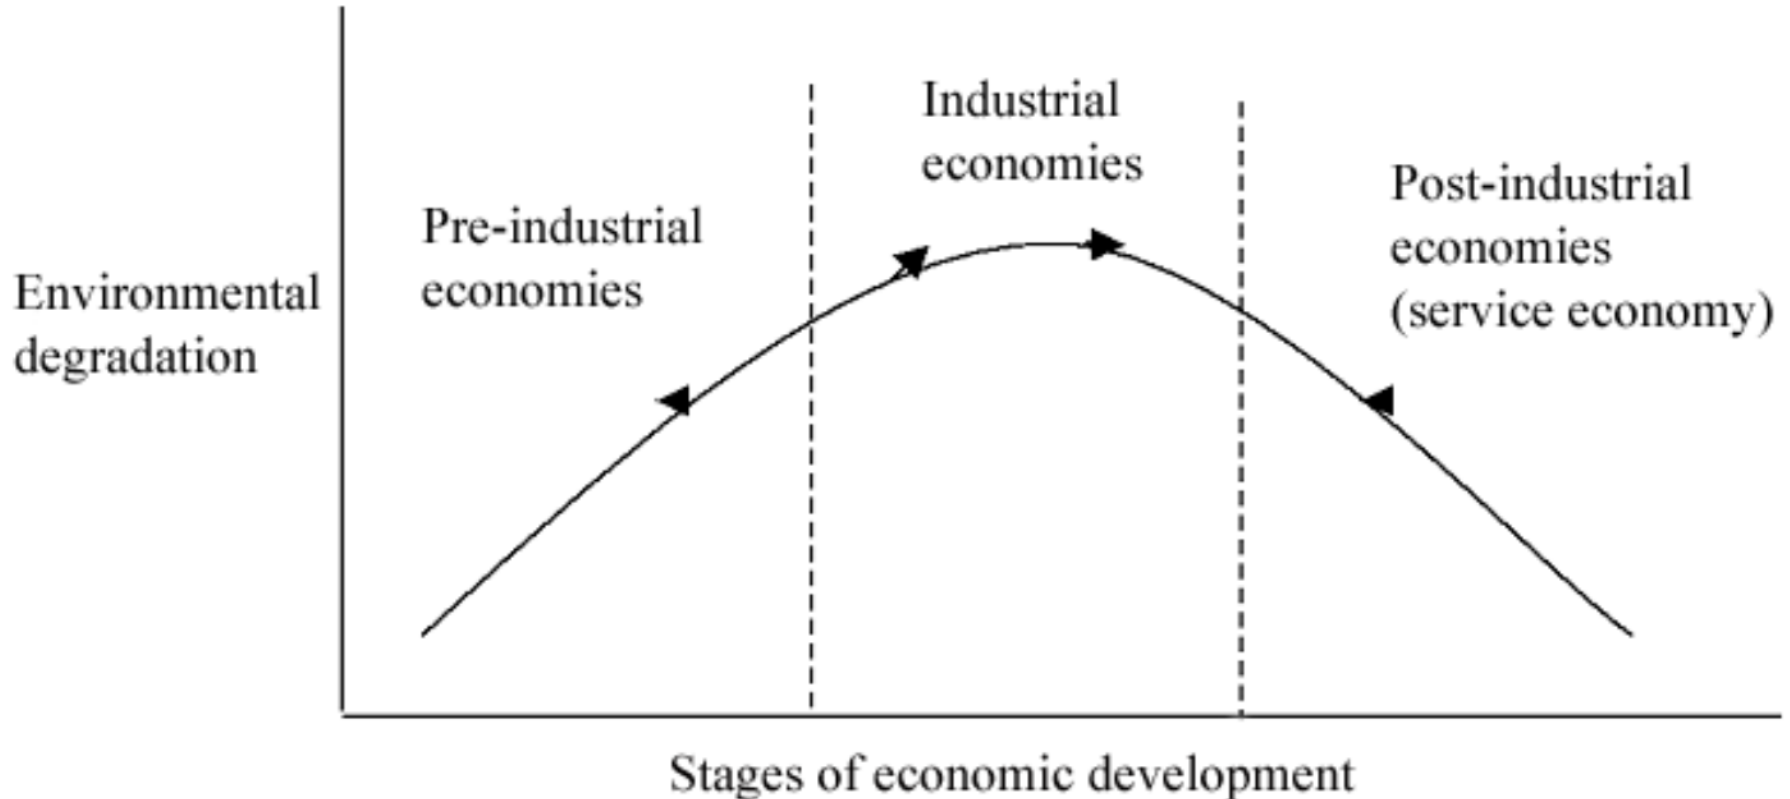 Industrial
economies
Pre-industrial
economies
Post-industrial
economies
(service economy)
Environmental
degradation
Stages of economic development